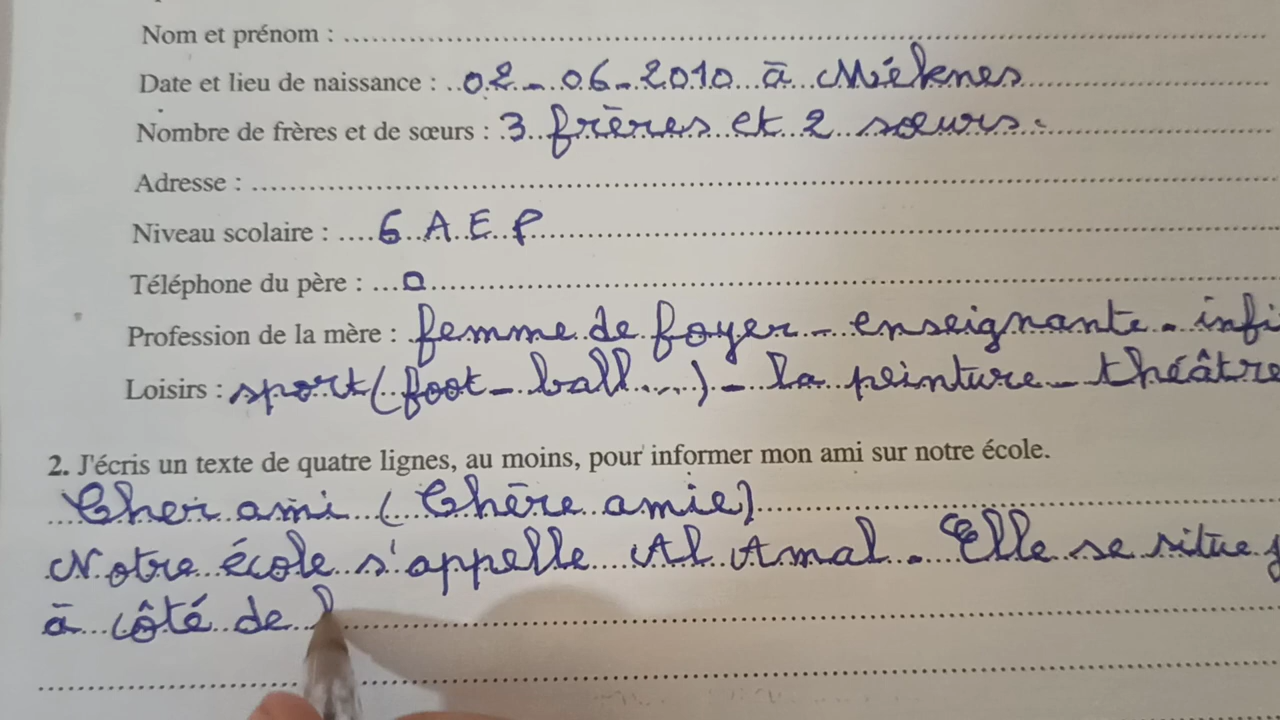 Nom et prénom : ..........
Date et lieu de naissance : 02 - 06 - 2010 à Méknes
Nombre de frères et de sœurs : 3 frères et 2 sœurs.
Adresse : ..........
Niveau scolaire : 6 A E P
Téléphone du père : 0
Profession de la mère : femme de foyer - enseignante - infi
Loisirs : sport (foot - ball ....) - la peinture - théâtre
2. J'écris un texte de quatre lignes, au moins, pour informer mon ami sur notre école.
Cher ami (Chère amie)
Notre école s'appelle Al Amal. Elle se situe
à côté de